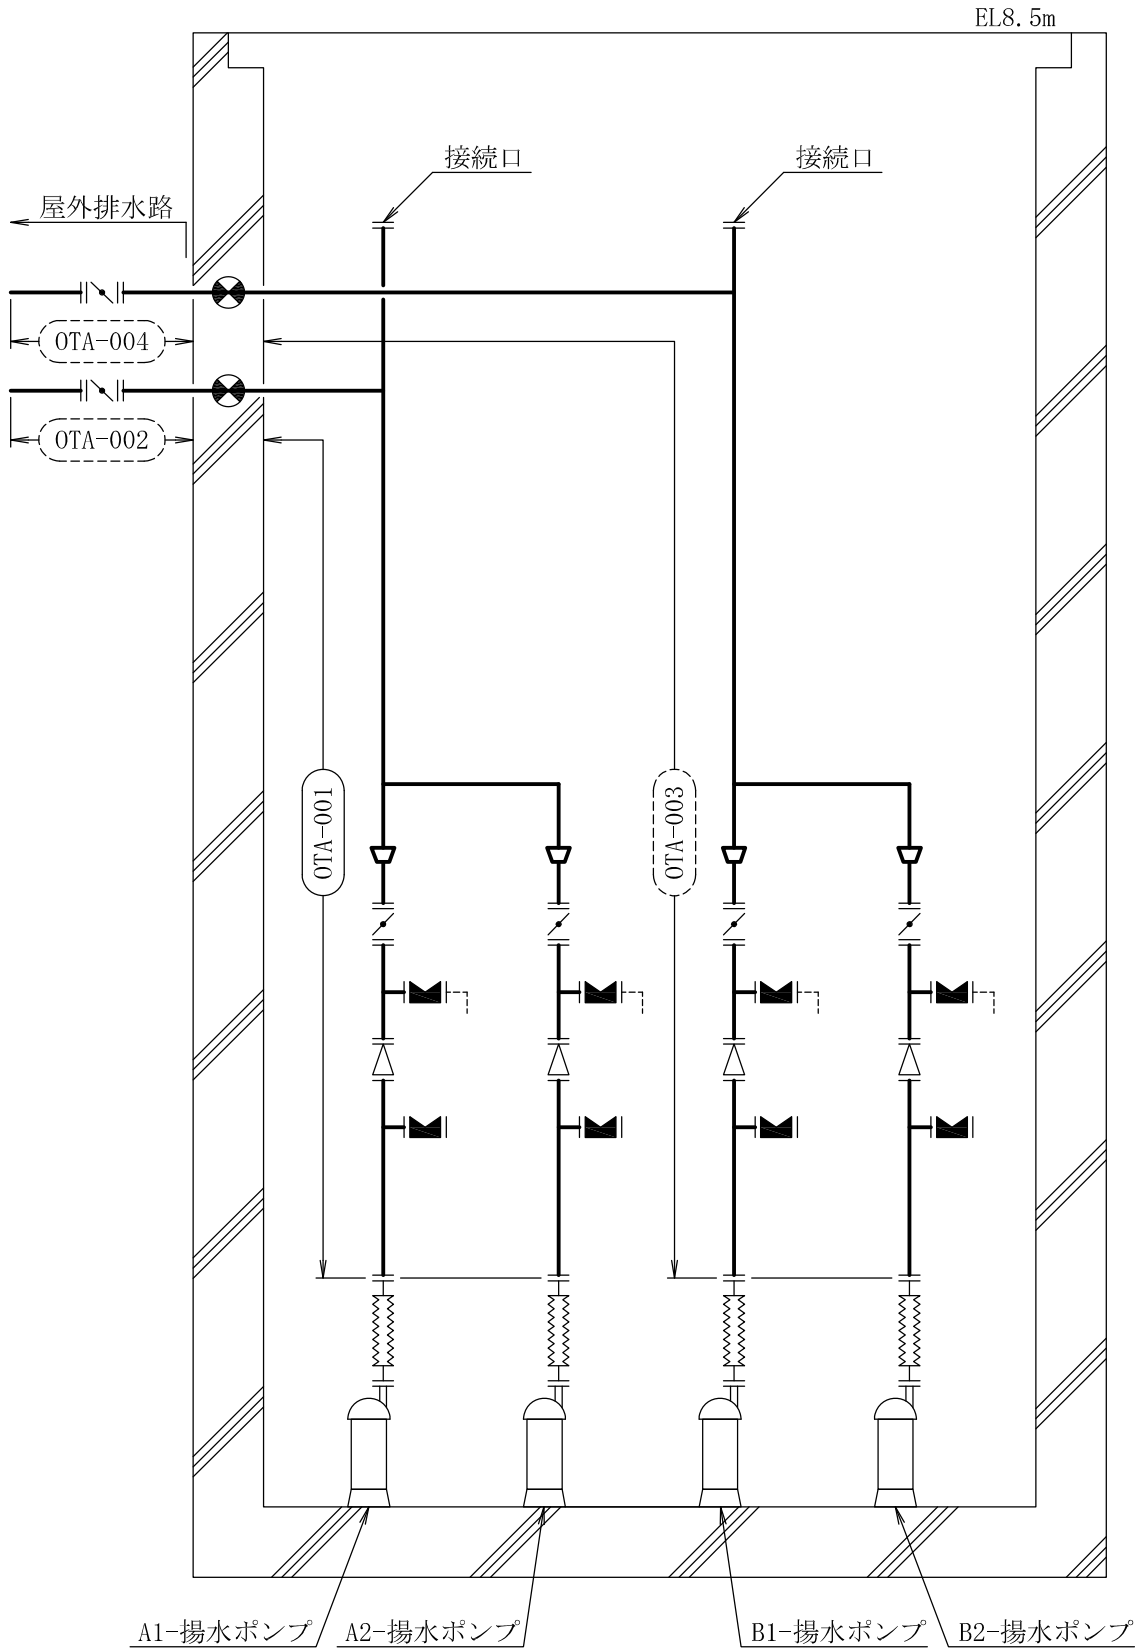 EL8.5m
接続口
接続口
屋外排水路
OTA-004
OTA-002
OTA-001
OTA-003
A1-揚水ポンプ
A2-揚水ポンプ
B1-揚水ポンプ
B2-揚水ポンプ